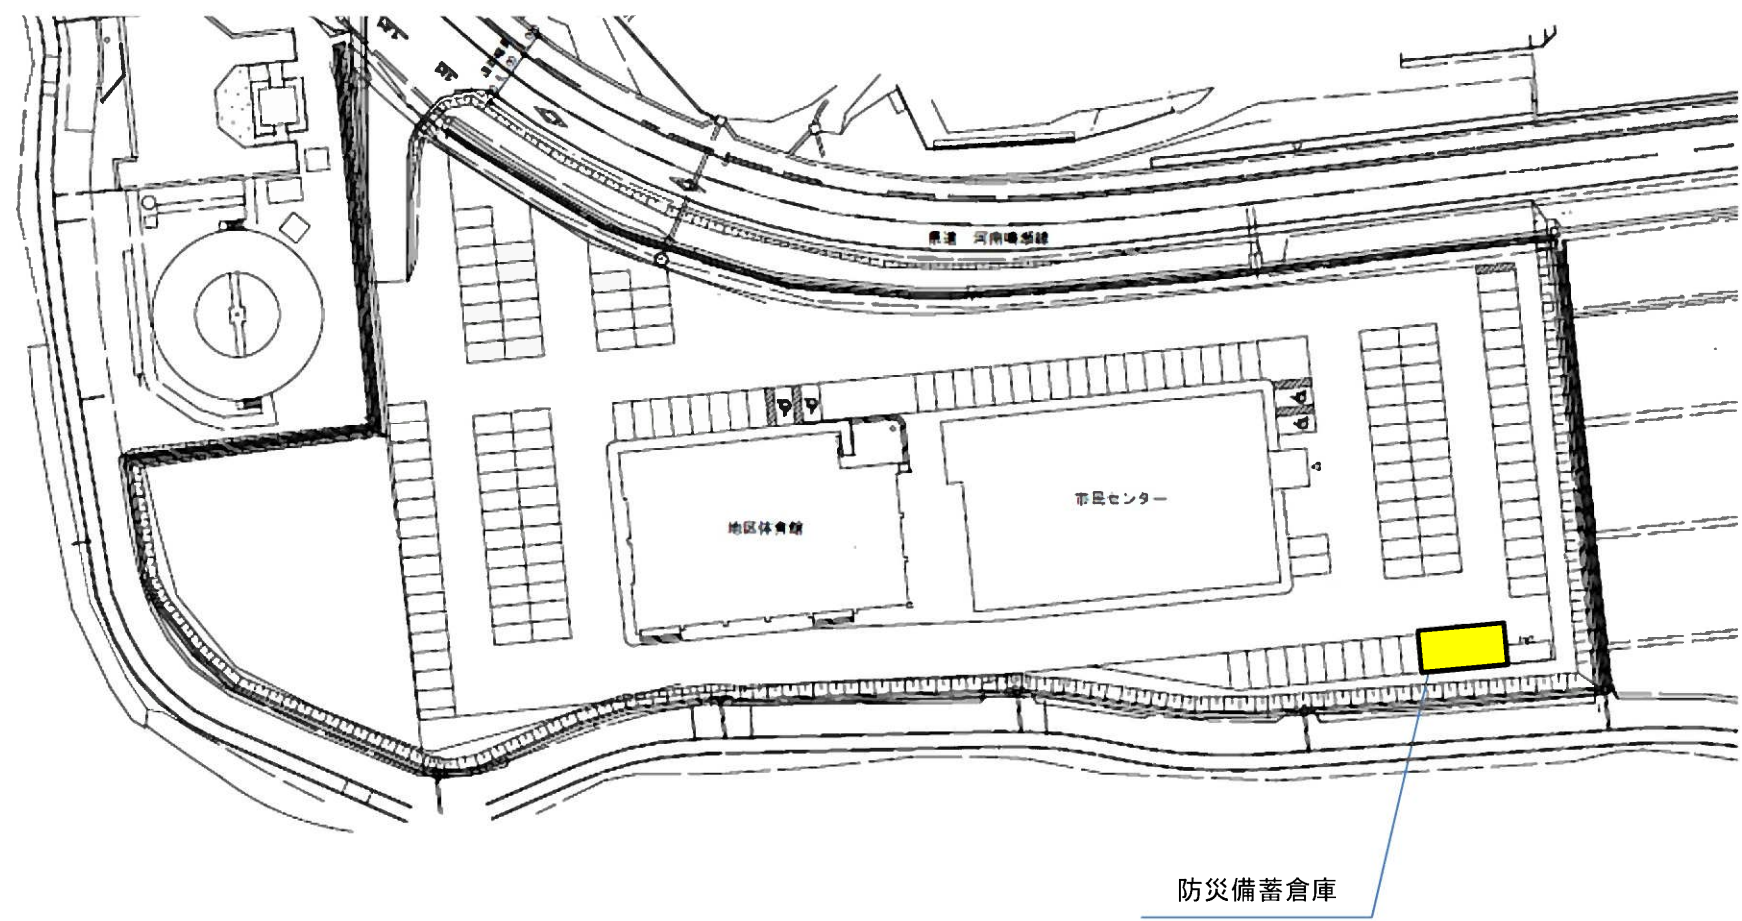 県道 河南鳴瀬線
市民センター
地区体育館
防災備蓄倉庫